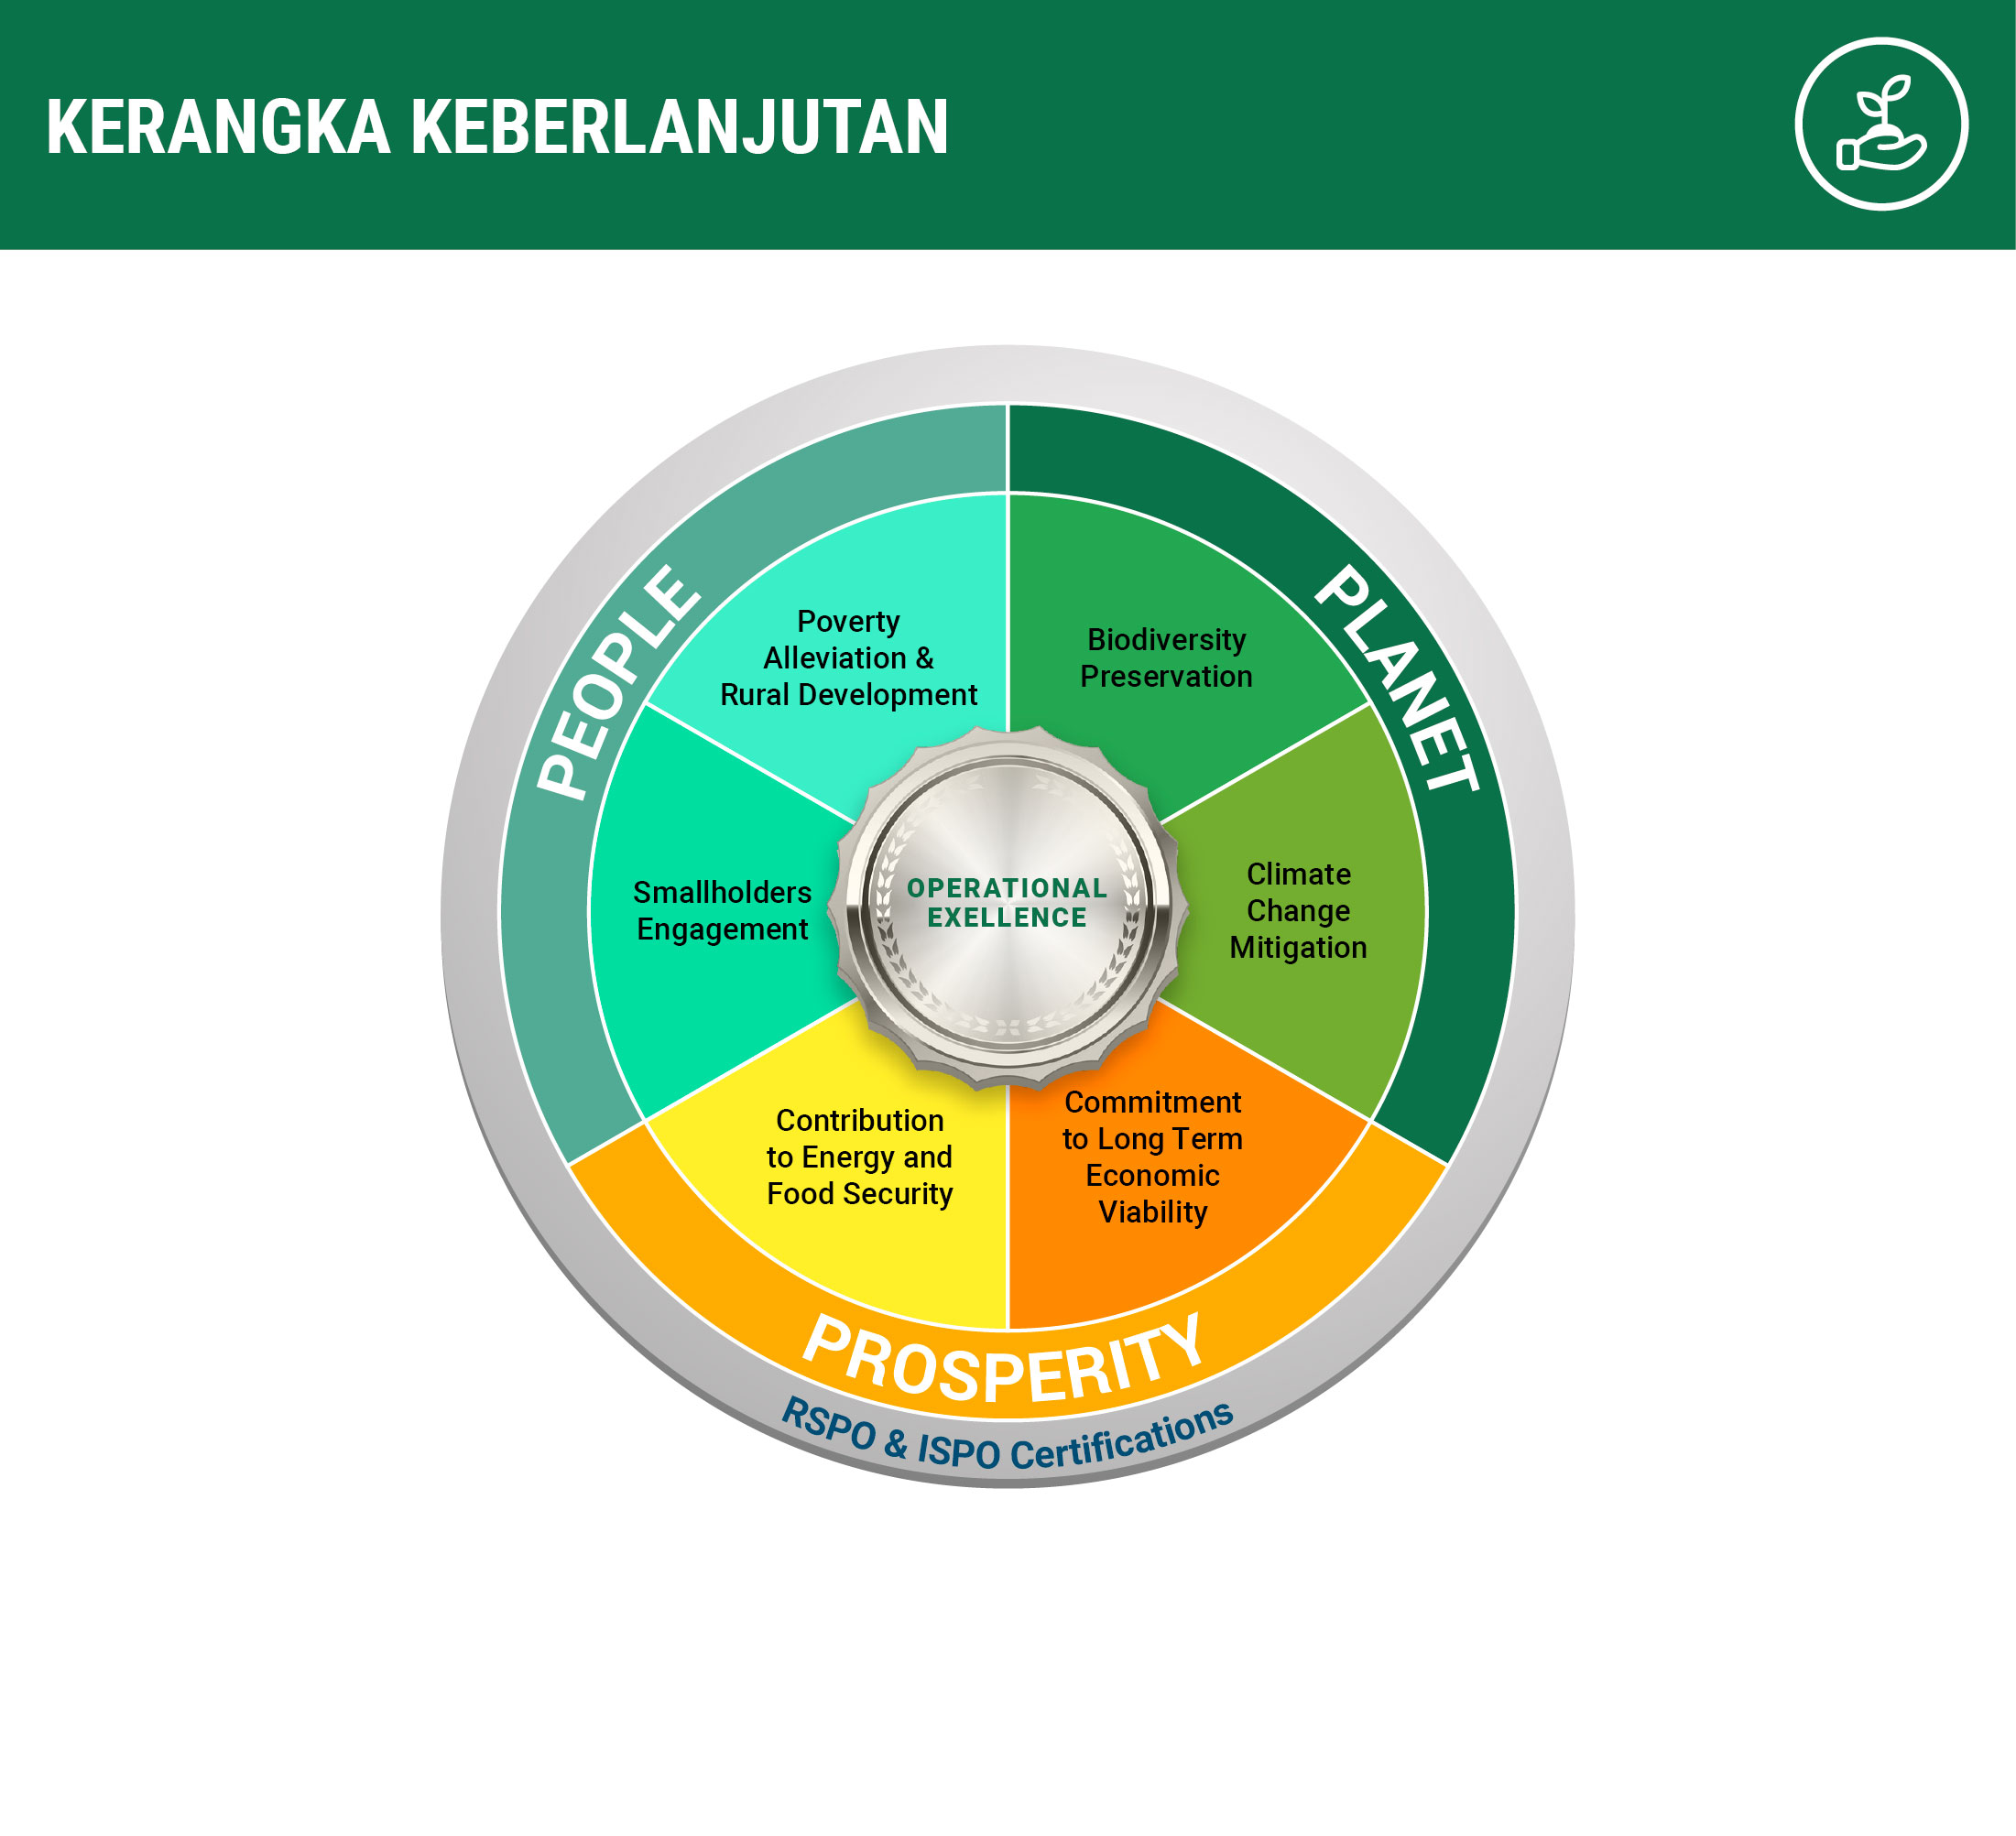 KERANGKA KEBERLANJUTAN
PEOPLE
Poverty
Alleviation &
Rural Development
Smallholders
Engagement
PLANET
Biodiversity
Preservation
Climate
Change
Mitigation
OPERATIONAL
EXELLENCE
Contribution
to Energy and
Food Security
Commitment
to Long Term
Economic
Viability
PROSPERITY
RSPO & ISPO Certifications